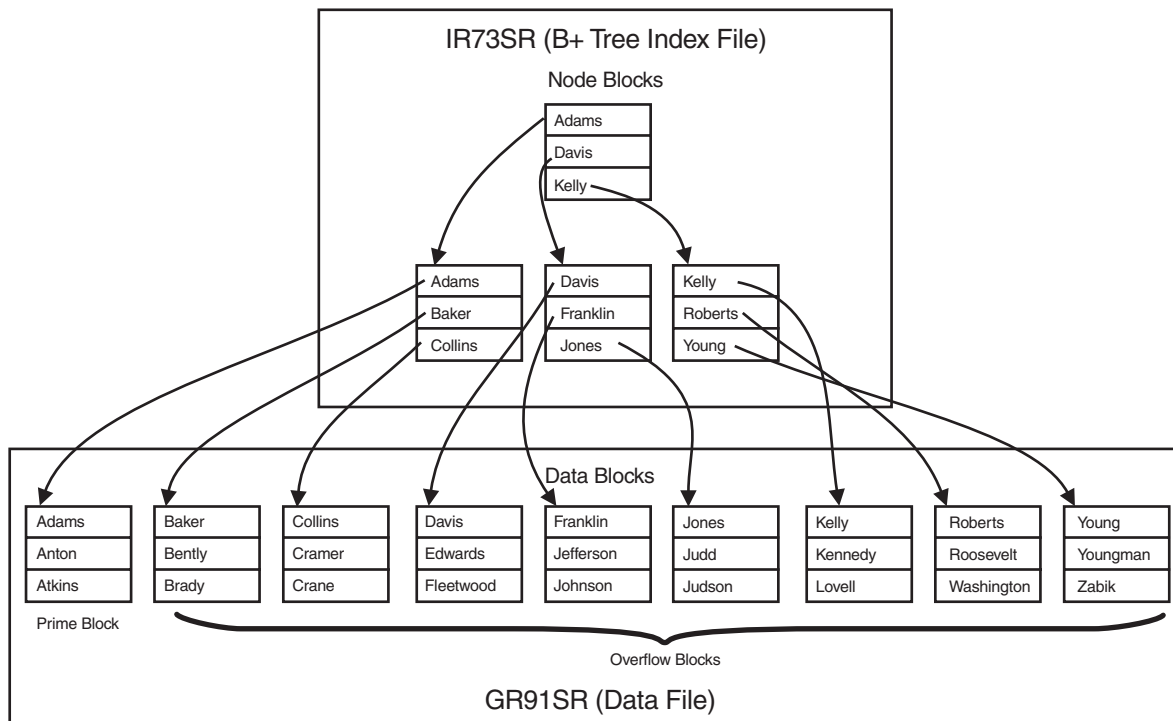 IR73SR (B+ Tree Index File)
Node Blocks
Adams
Davis
Kelly
Adams
Baker
Collins
Davis
Franklin
Jones
Kelly
Roberts
Young
Data Blocks
Adams
Anton
Atkins
Baker
Bently
Brady
Collins
Cramer
Crane
Davis
Edwards
Fleetwood
Franklin
Jefferson
Johnson
Jones
Judd
Judson
Kelly
Kennedy
Lovell
Roberts
Roosevelt
Washington
Young
Youngman
Zabik
Prime Block
Overflow Blocks
GR91SR (Data File)